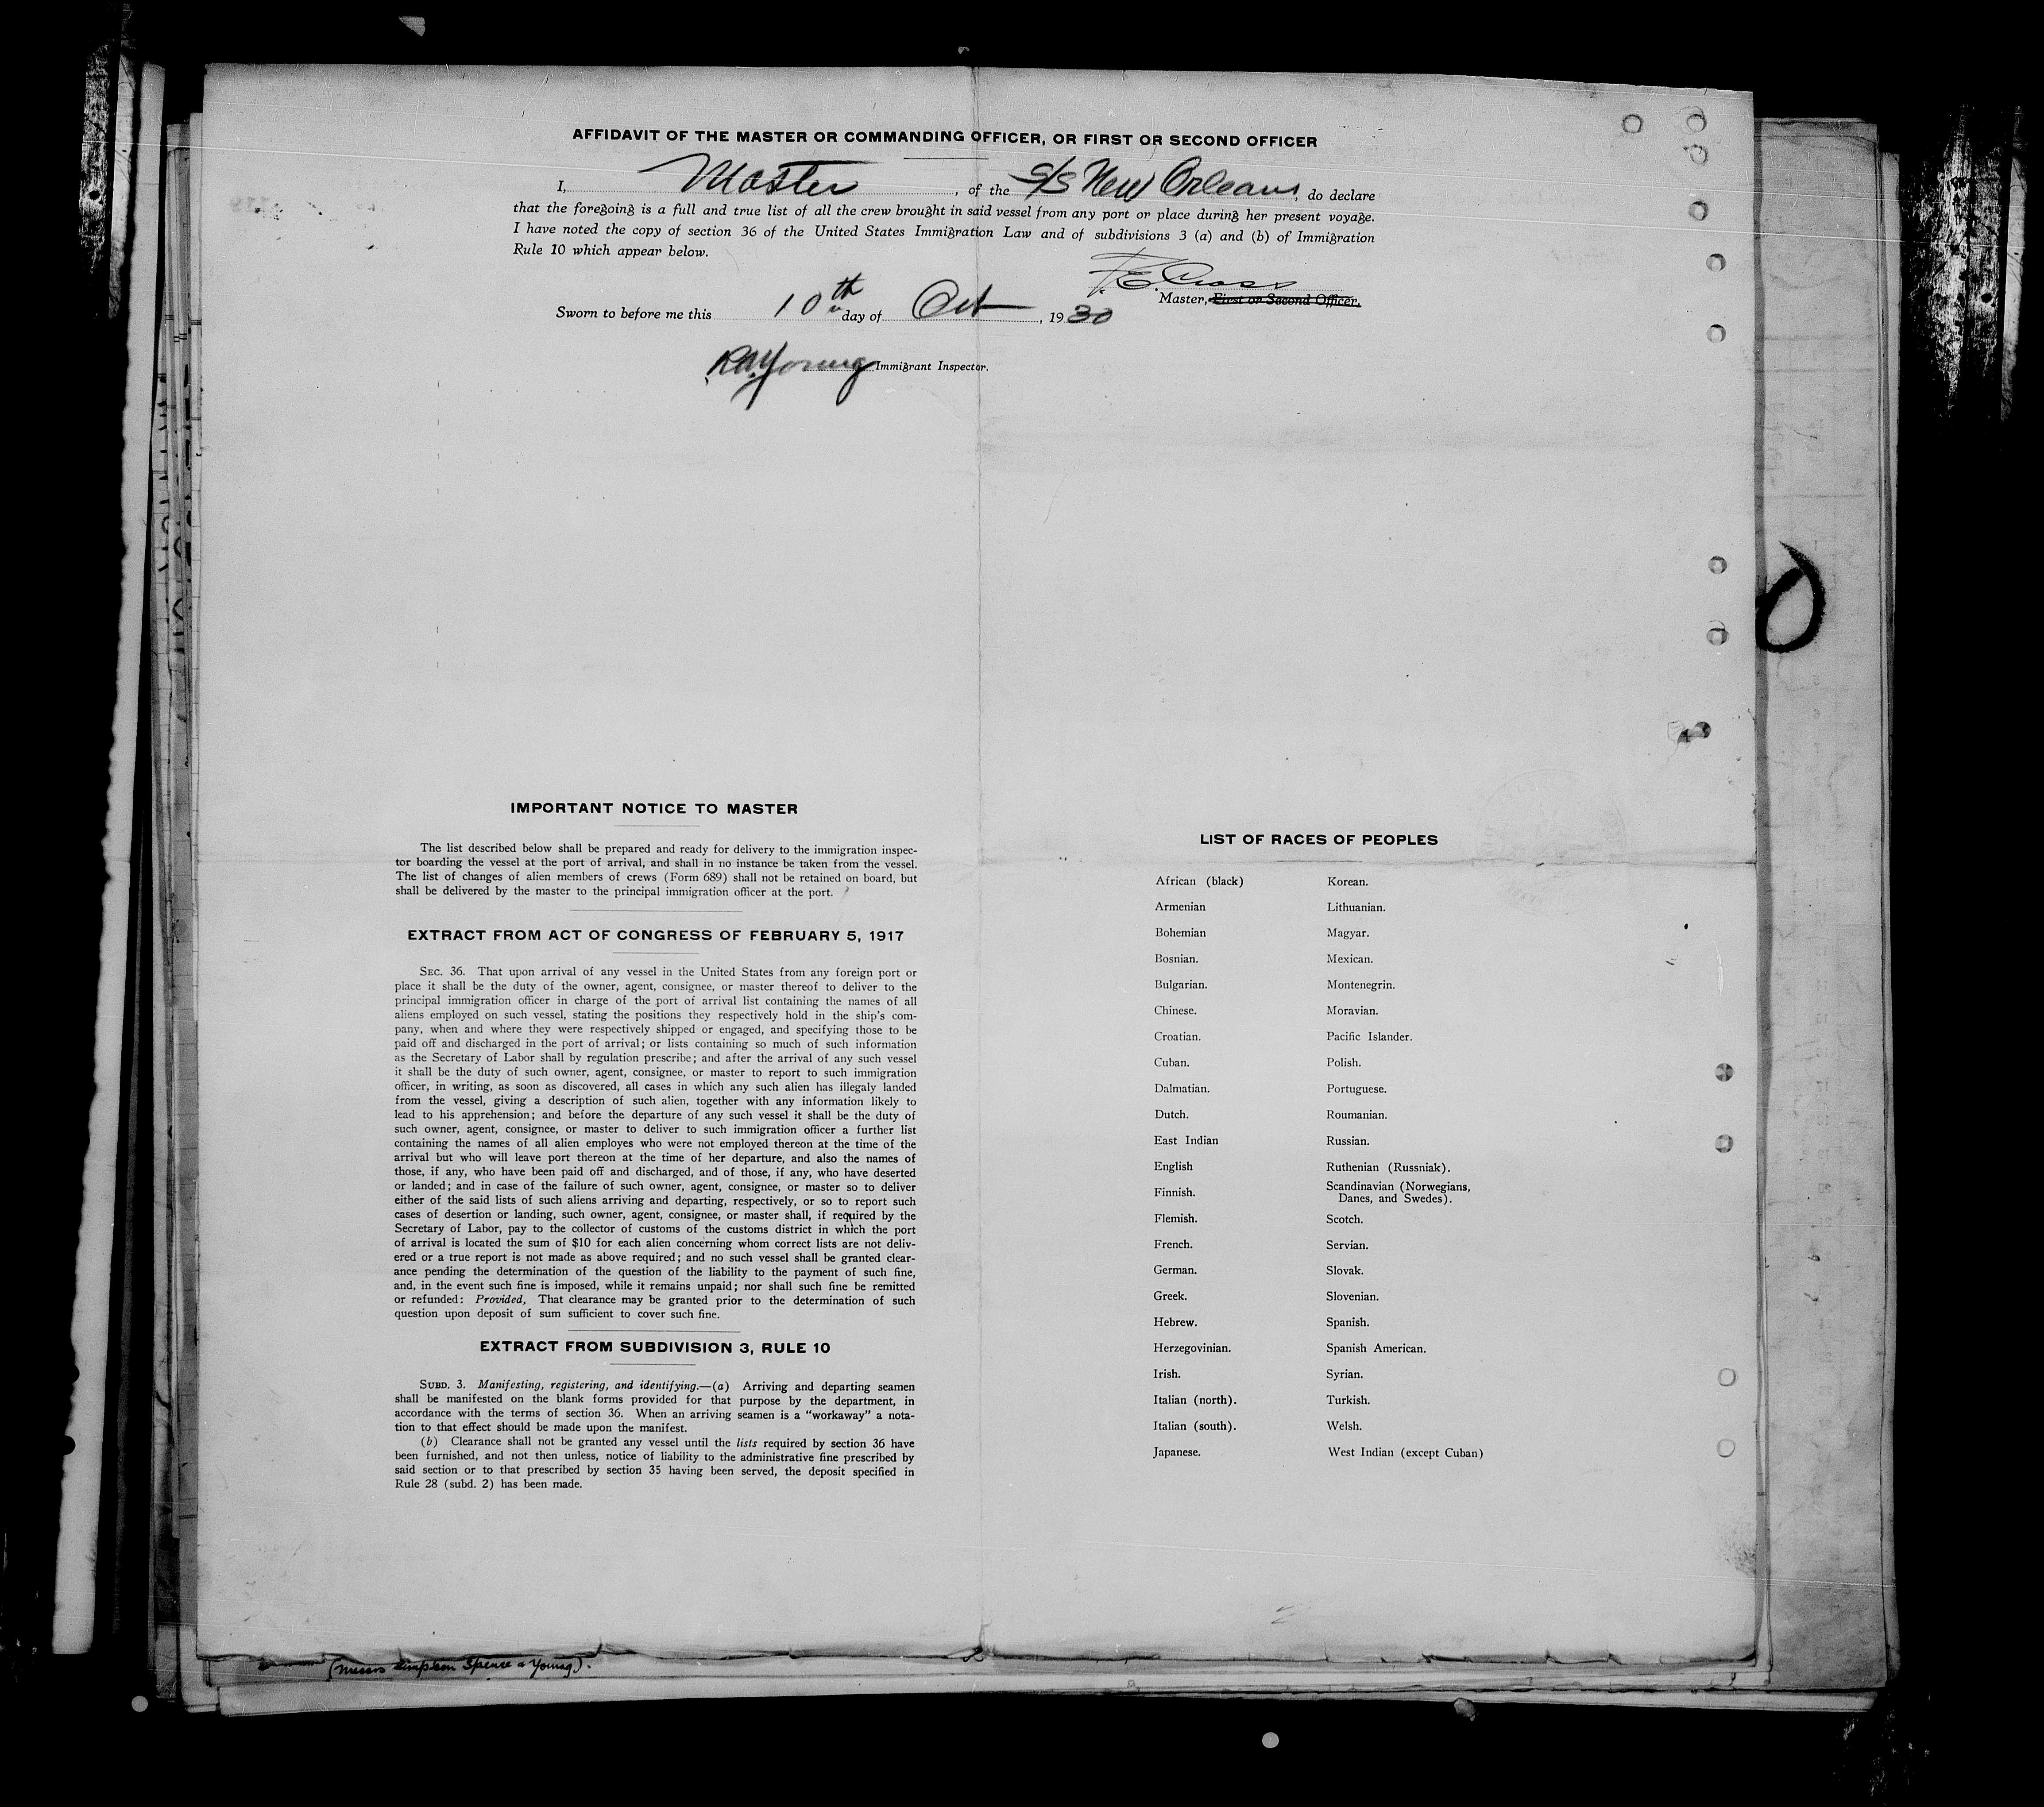 AFFIDAVIT OF THE MASTER OR COMMANDING OFFICER, OR FIRST OR SECOND OFFICER
I, Master, of the S/S New Orleans, do declare
that the foregoing is a full and true list of all the crew brought in said vessel from any port or place during her present voyage.
I have noted the copy of section 36 of the United States Immigration Law and of subdivisions 3 (a) and (b) of Immigration
Rule 10 which appear below.
F.E. Cross
Master, First or Second Officer.
Sworn to before me this 10th day of Oct, 1930
R.A. Young Immigrant Inspector.
IMPORTANT NOTICE TO MASTER
The list described below shall be prepared and ready for delivery to the immigration inspec-
tor boarding the vessel at the port of arrival, and shall in no instance be taken from the vessel.
The list of changes of alien members of crews (Form 689) shall not be retained on board, but
shall be delivered by the master to the principal immigration officer at the port.
EXTRACT FROM ACT OF CONGRESS OF FEBRUARY 5, 1917
SEC. 36. That upon arrival of any vessel in the United States from any foreign port or
place it shall be the duty of the owner, agent, consignee, or master thereof to deliver to the
principal immigration officer in charge of the port of arrival list containing the names of all
aliens employed on such vessel, stating the positions they respectively hold in the ship's com-
pany, when and where they were respectively shipped or engaged, and specifying those to be
paid off and discharged in the port of arrival; or lists containing so much of such information
as the Secretary of Labor shall by regulation prescribe; and after the arrival of any such vessel
it shall be the duty of such owner, agent, consignee, or master to report to such immigration
officer, in writing, as soon as discovered, all cases in which any such alien has illegaly landed
from the vessel, giving a description of such alien, together with any information likely to
lead to his apprehension; and before the departure of any such vessel it shall be the duty of
such owner, agent, consignee, or master to deliver to such immigration officer a further list
containing the names of all alien employes who were not employed thereon at the time of the
arrival but who will leave port thereon at the time of her departure, and also the names of
those, if any, who have been paid off and discharged, and of those, if any, who have deserted
or landed; and in case of the failure of such owner, agent, consignee, or master so to deliver
either of the said lists of such aliens arriving and departing, respectively, or so to report such
cases of desertion or landing, such owner, agent, consignee, or master shall, if required by the
Secretary of Labor, pay to the collector of customs of the customs district in which the port
of arrival is located the sum of $10 for each alien concerning whom correct lists are not deliv-
ered or a true report is not made as above required; and no such vessel shall be granted clear-
ance pending the determination of the question of the liability to the payment of such fine,
and, in the event such fine is imposed, while it remains unpaid; nor shall such fine be remitted
or refunded: Provided, That clearance may be granted prior to the determination of such
question upon deposit of sum sufficient to cover such fine.
EXTRACT FROM SUBDIVISION 3, RULE 10
SUBD. 3. Manifesting, registering, and identifying.—(a) Arriving and departing seamen
shall be manifested on the blank forms provided for that purpose by the department, in
accordance with the terms of section 36. When an arriving seamen is a "workaway" a nota-
tion to that effect should be made upon the manifest.
(b) Clearance shall not be granted any vessel until the lists required by section 36 have
been furnished, and not then unless, notice of liability to the administrative fine prescribed by
said section or to that prescribed by section 35 having been served, the deposit specified in
Rule 28 (subd. 2) has been made.
LIST OF RACES OF PEOPLES
African (black) Korean.
Armenian Lithuanian.
Bohemian Magyar.
Bosnian. Mexican.
Bulgarian. Montenegrin.
Chinese. Moravian.
Croatian. Pacific Islander.
Cuban. Polish.
Dalmatian. Portuguese.
Dutch. Roumanian.
East Indian Russian.
English Ruthenian (Russniak).
Finnish. Scandinavian (Norwegians,
Danes, and Swedes).
Flemish. Scotch.
French. Servian.
German. Slovak.
Greek. Slovenian.
Hebrew. Spanish.
Herzegovinian. Spanish American.
Irish. Syrian.
Italian (north). Turkish.
Italian (south). Welsh.
Japanese. West Indian (except Cuban)
(Messrs Simpson Spence & Young).